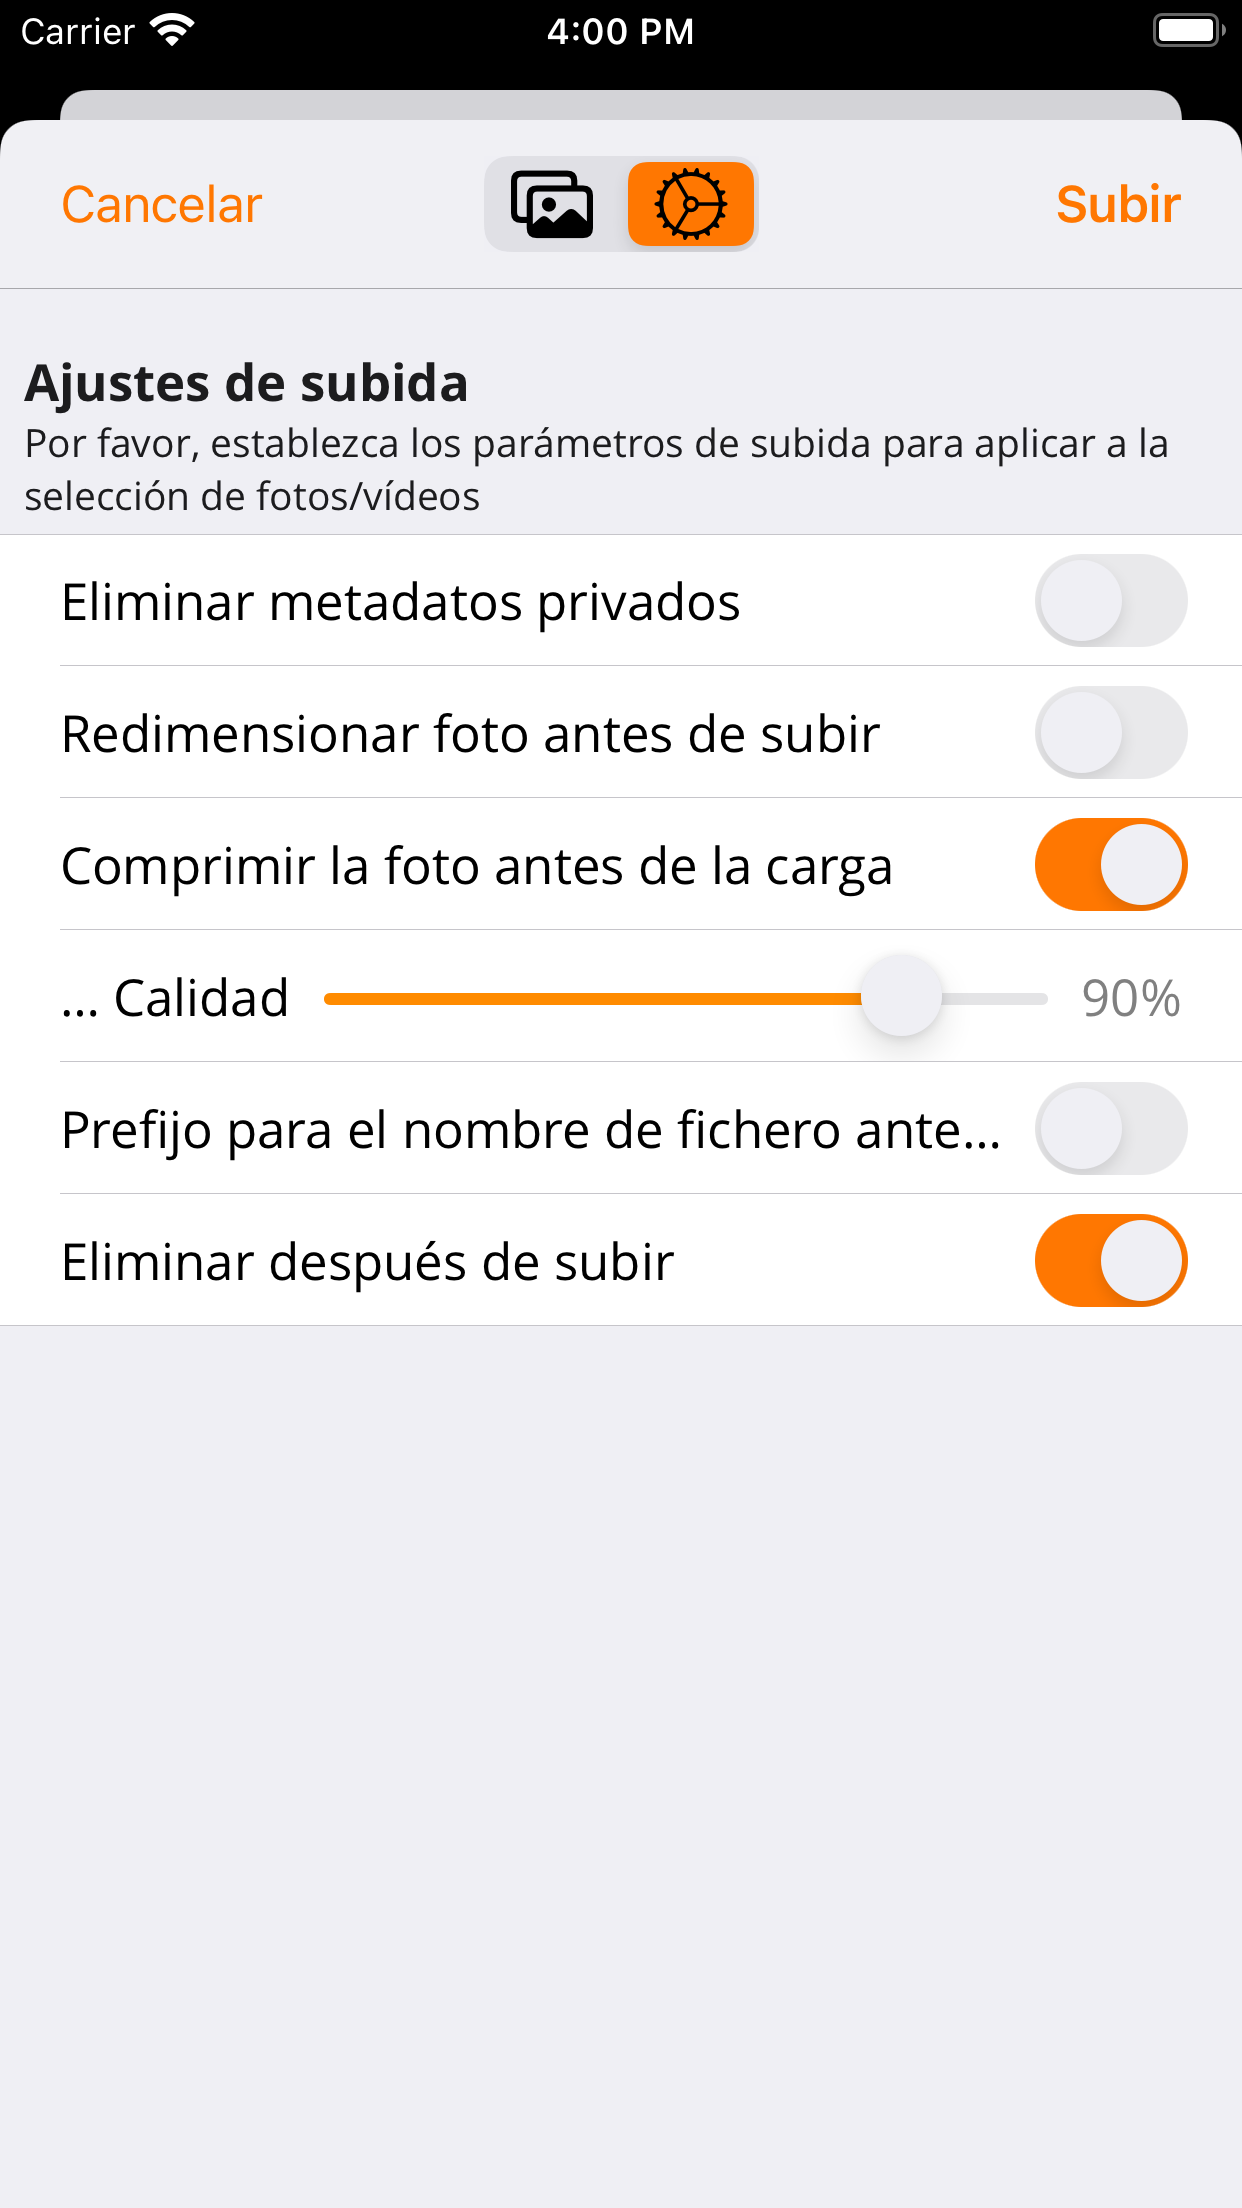 Carrier 4:00 PM
Cancelar Subir
Ajustes de subida
Por favor, establezca los parámetros de subida para aplicar a la
selección de fotos/vídeos
Eliminar metadatos privados
Redimensionar foto antes de subir
Comprimir la foto antes de la carga
... Calidad 90%
Prefijo para el nombre de fichero ante...
Eliminar después de subir